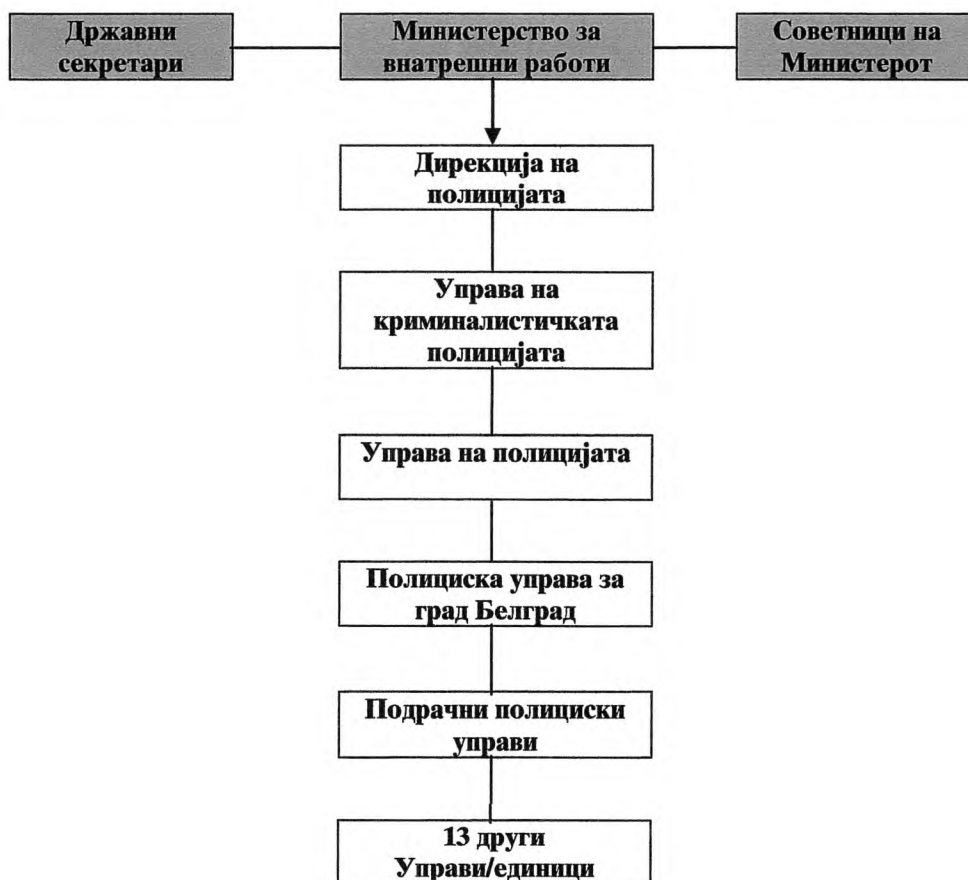 Државни
секретари
Министерство за
внатрешни работи
Советници на
Министерот
Дирекција на
полицијата
Управа на
криминалистичката
полицијата
Управа на полицијата
Полициска управа за
град Белград
Подрачни полициски
управи
13 други
Управи/единици